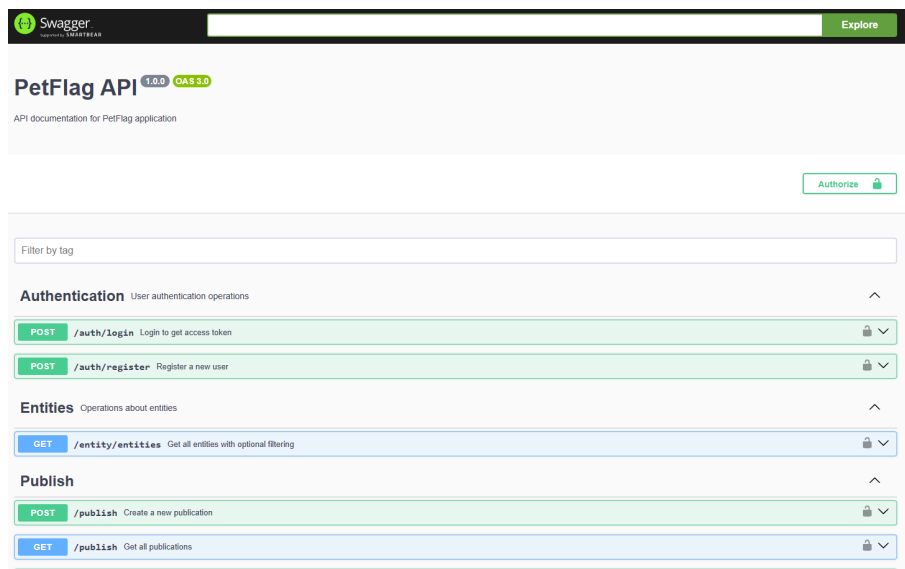 {···} Swagger.
Supported by SMARTBEAR
Explore
PetFlag API 1.0.0 OAS 3.0
API documentation for PetFlag application
Authorize
Filter by tag
Authentication User authentication operations
POST /auth/login Login to get access token
POST /auth/register Register a new user
Entities Operations about entities
GET /entity/entities Get all entities with optional filtering
Publish
POST /publish Create a new publication
GET /publish Get all publications